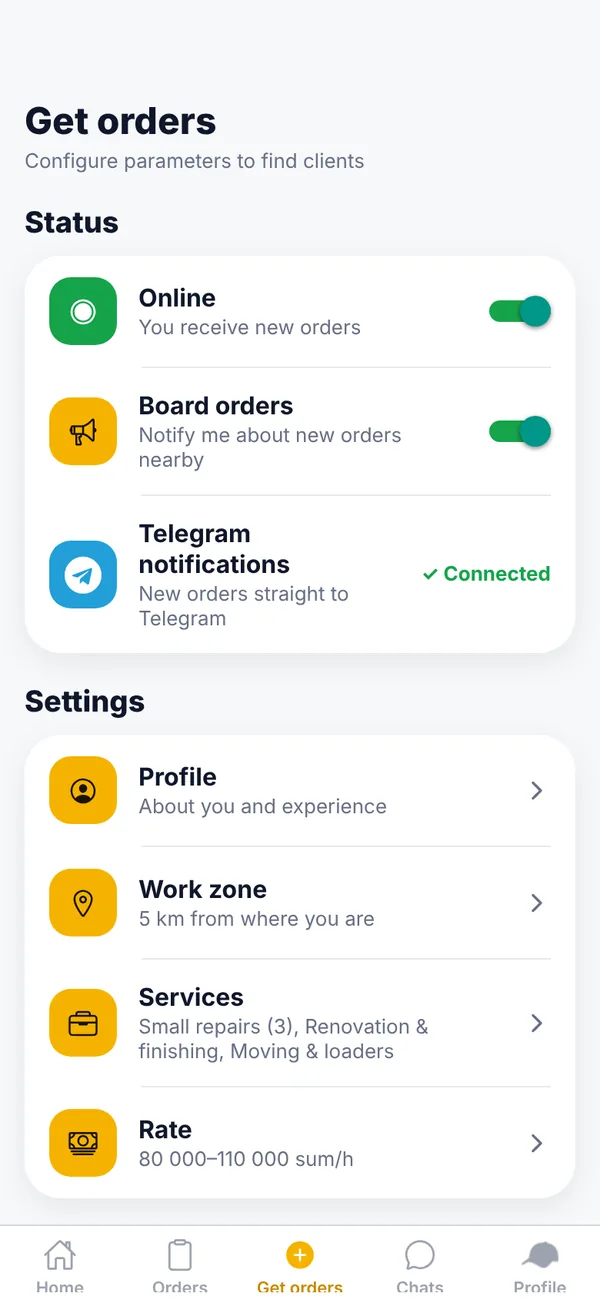 Get orders
Configure parameters to find clients
Status
Online
You receive new orders
Board orders
Notify me about new orders
nearby
Telegram
notifications
New orders straight to
Telegram
✓ Connected
Settings
Profile
About you and experience
Work zone
5 km from where you are
Services
Small repairs (3), Renovation &
finishing, Moving & loaders
Rate
80 000–110 000 sum/h
Home
Orders
Get orders
Chats
Profile